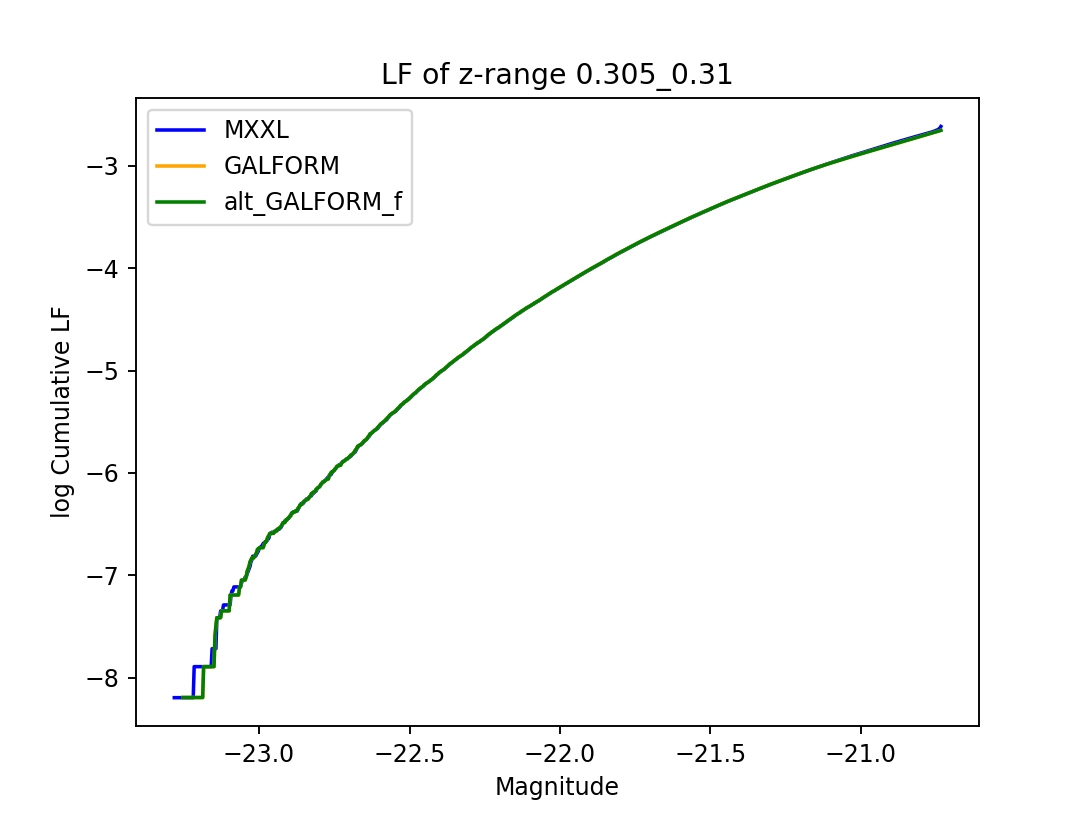 LF of z-range 0.305_0.31
MXXL
GALFORM
alt_GALFORM_f
log Cumulative LF
−3
−4
−5
−6
−7
−8
−23.0 −22.5 −22.0 −21.5 −21.0
Magnitude